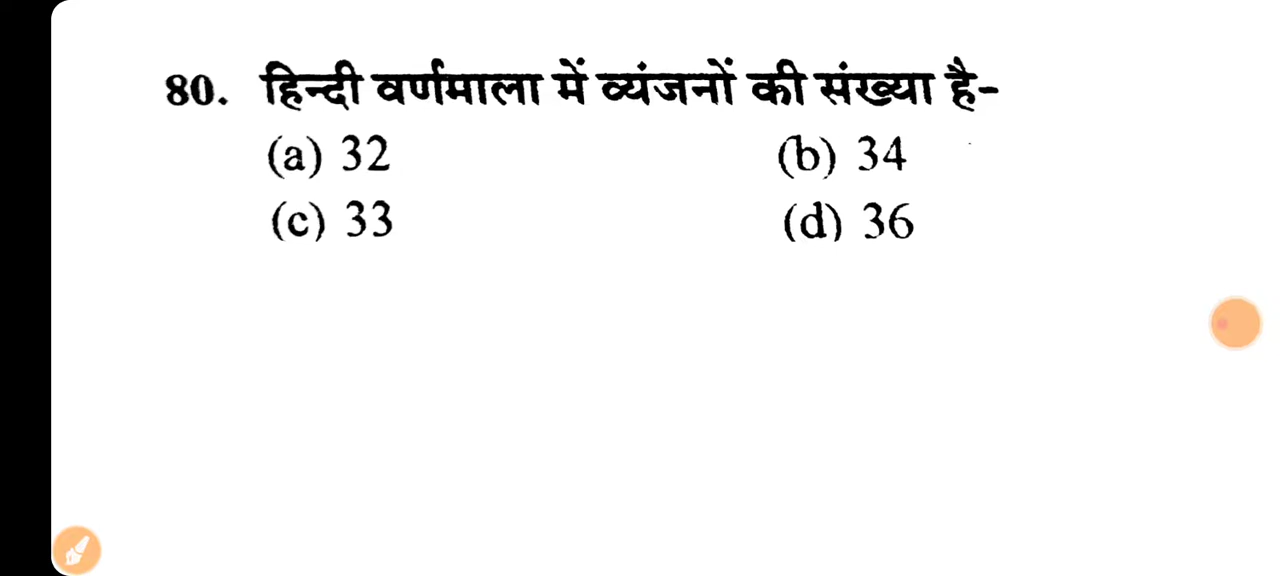 80. हिन्दी वर्णमाला में व्यंजनों की संख्या है-
(a) 32 (b) 34
(c) 33 (d) 36